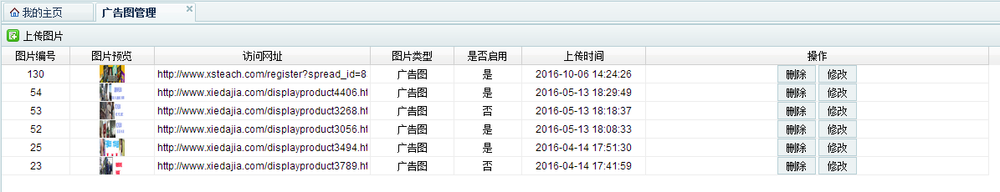 我的主页 广告图管理
上传图片
图片编号 图片预览 访问网址 图片类型 是否启用 上传时间 操作
130 http://www.xsteach.com/register?spread_id=8 广告图 是 2016-10-06 14:24:26 删除 修改
54 http://www.xiedajia.com/displayproduct4406.ht 广告图 是 2016-05-13 18:29:49 删除 修改
53 http://www.xiedajia.com/displayproduct3268.ht 广告图 否 2016-05-13 18:18:37 删除 修改
52 http://www.xiedajia.com/displayproduct3056.ht 广告图 是 2016-05-13 18:08:33 删除 修改
25 http://www.xiedajia.com/displayproduct3494.ht 广告图 是 2016-04-14 17:51:30 删除 修改
23 http://www.xiedajia.com/displayproduct3789.ht 广告图 否 2016-04-14 17:41:59 删除 修改